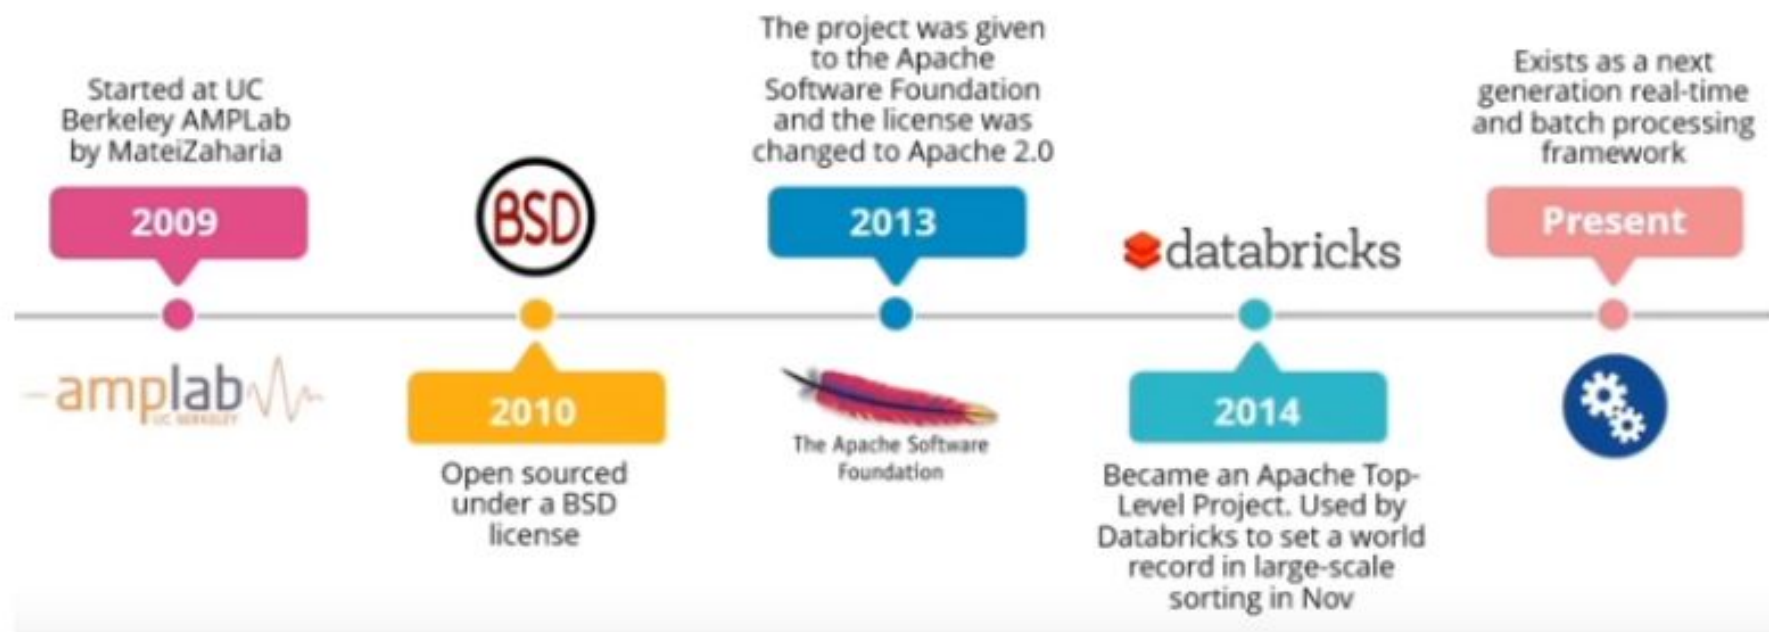 Started at UC
Berkeley AMPLab
by MateiZaharia
2009
amplab
UC BERKELEY
BSD
2010
Open sourced
under a BSD
license
The project was given
to the Apache
Software Foundation
and the license was
changed to Apache 2.0
2013
The Apache Software
Foundation
databricks
2014
Became an Apache Top-
Level Project. Used by
Databricks to set a world
record in large-scale
sorting in Nov
Exists as a next
generation real-time
and batch processing
framework
Present